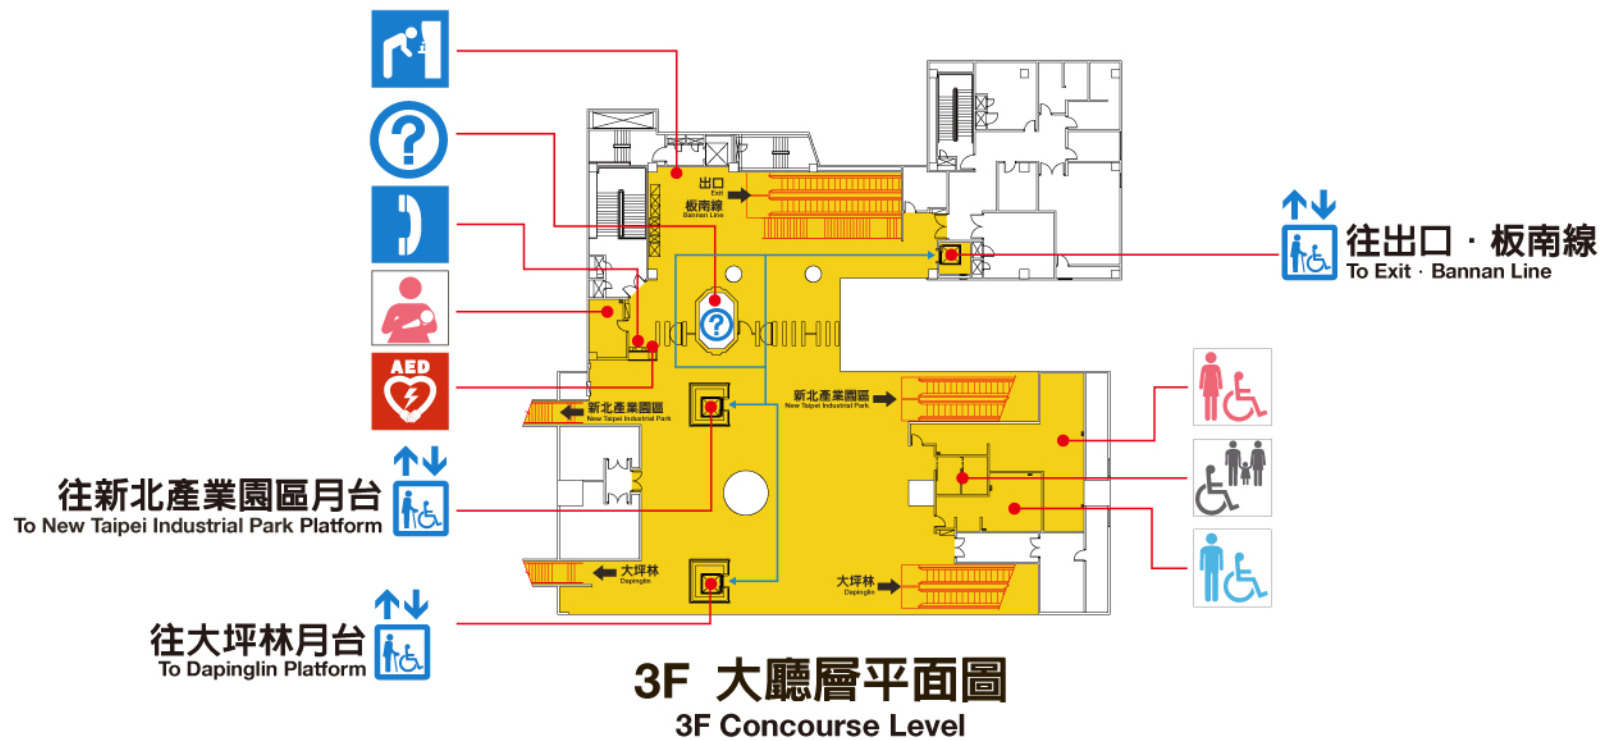 出口
Exit
板南線
Bannan Line
往出口 · 板南線
To Exit · Bannan Line
AED
新北產業園區
New Taipei Industrial Park
新北產業園區
New Taipei Industrial Park
往新北產業園區月台
To New Taipei Industrial Park Platform
大坪林
Dapinglin
大坪林
Dapinglin
往大坪林月台
To Dapinglin Platform
3F 大廳層平面圖
3F Concourse Level